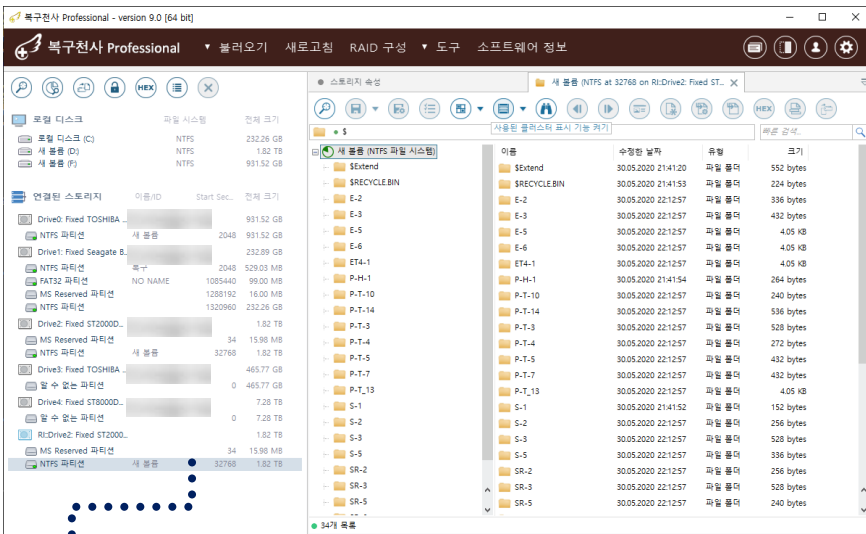 복구천사 Professional - version 9.0 [64 bit]
복구천사 Professional ▼ 불러오기 새로고침 RAID 구성 ▼ 도구 소프트웨어 정보
스토리지 속성
새 볼륨 (NTFS at 32768 on RI:Drive2: Fixed ST...
HEX
HEX
로컬 디스크 파일 시스템 전체 크기
로컬 디스크 (C:) NTFS 232.26 GB
새 볼륨 (D:) NTFS 1.82 TB
새 볼륨 (F:) NTFS 931.52 GB
연결된 스토리지 이름/ID Start Sec... 전체 크기
Drive0: Fixed TOSHIBA ... 931.52 GB
NTFS 파티션 새 볼륨 2048 931.52 GB
Drive1: Fixed Seagate B... 232.89 GB
NTFS 파티션 복구 2048 529.03 MB
FAT32 파티션 NO NAME 1085440 99.00 MB
MS Reserved 파티션 1288192 16.00 MB
NTFS 파티션 1320960 232.26 GB
Drive2: Fixed ST2000D... 1.82 TB
MS Reserved 파티션 34 15.98 MB
NTFS 파티션 새 볼륨 32768 1.82 TB
Drive3: Fixed TOSHIBA ... 465.77 GB
알 수 없는 파티션 0 465.77 GB
Drive4: Fixed ST8000D... 7.28 TB
알 수 없는 파티션 0 7.28 TB
RI:Drive2: Fixed ST2000... 1.82 TB
MS Reserved 파티션 34 15.98 MB
NTFS 파티션 새 볼륨 32768 1.82 TB
$
사용된 클러스터 표시 기능 켜기
빠른 검색...
새 볼륨 (NTFS 파일 시스템)
$Extend
$RECYCLE.BIN
E-2
E-3
E-5
E-6
ET4-1
P-H-1
P-T-10
P-T-14
P-T-3
P-T-4
P-T-5
P-T-7
P-T_13
S-1
S-2
S-3
S-5
SR-2
SR-3
SR-5
이름 수정한 날짜 유형 크기
$Extend 30.05.2020 21:41:20 파일 폴더 552 bytes
$RECYCLE.BIN 30.05.2020 21:41:53 파일 폴더 224 bytes
E-2 30.05.2020 22:12:57 파일 폴더 336 bytes
E-3 30.05.2020 22:12:57 파일 폴더 432 bytes
E-5 30.05.2020 22:12:57 파일 폴더 4.05 KB
E-6 30.05.2020 22:12:57 파일 폴더 4.05 KB
ET4-1 30.05.2020 22:12:57 파일 폴더 4.05 KB
P-H-1 30.05.2020 21:41:54 파일 폴더 264 bytes
P-T-10 30.05.2020 22:12:57 파일 폴더 240 bytes
P-T-14 30.05.2020 22:12:57 파일 폴더 536 bytes
P-T-3 30.05.2020 22:12:57 파일 폴더 528 bytes
P-T-4 30.05.2020 22:12:57 파일 폴더 272 bytes
P-T-5 30.05.2020 22:12:57 파일 폴더 432 bytes
P-T-7 30.05.2020 22:12:57 파일 폴더 432 bytes
P-T_13 30.05.2020 22:12:57 파일 폴더 4.05 KB
S-1 30.05.2020 21:41:52 파일 폴더 152 bytes
S-2 30.05.2020 22:12:57 파일 폴더 256 bytes
S-3 30.05.2020 22:12:57 파일 폴더 528 bytes
S-5 30.05.2020 22:12:57 파일 폴더 336 bytes
SR-2 30.05.2020 22:12:57 파일 폴더 256 bytes
SR-3 30.05.2020 22:12:57 파일 폴더 528 bytes
SR-5 30.05.2020 22:12:57 파일 폴더 240 bytes
34개 목록